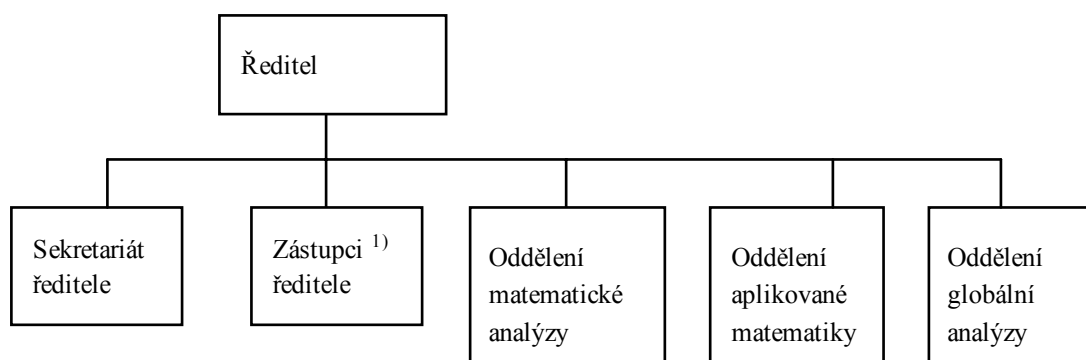 Ředitel
Sekretariát
ředitele
Zástupci 1)
ředitele
Oddělení
matematické
analýzy
Oddělení
aplikované
matematiky
Oddělení
globální
analýzy